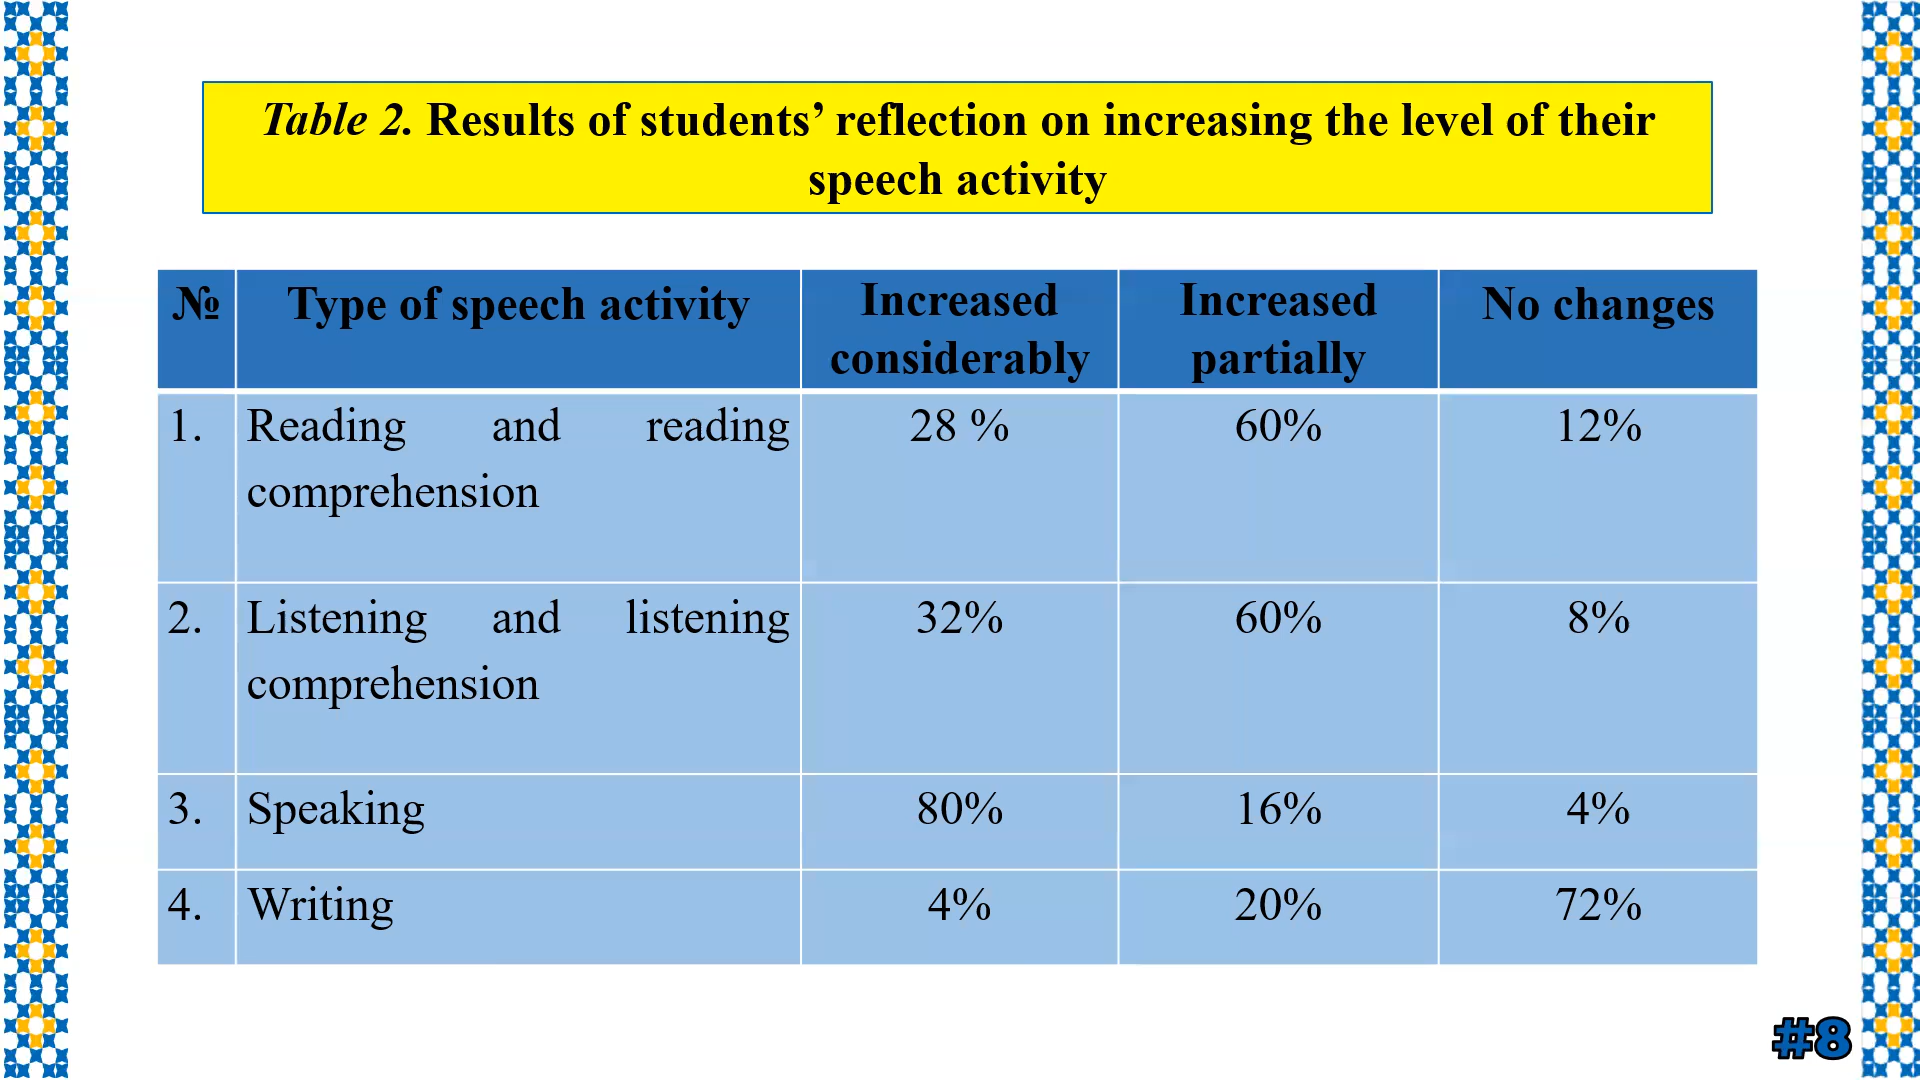 Table 2. Results of students’ reflection on increasing the level of their
speech activity
№ Type of speech activity Increased considerably Increased partially No changes
1. Reading and reading comprehension 28 % 60% 12%
2. Listening and listening comprehension 32% 60% 8%
3. Speaking 80% 16% 4%
4. Writing 4% 20% 72%
#8